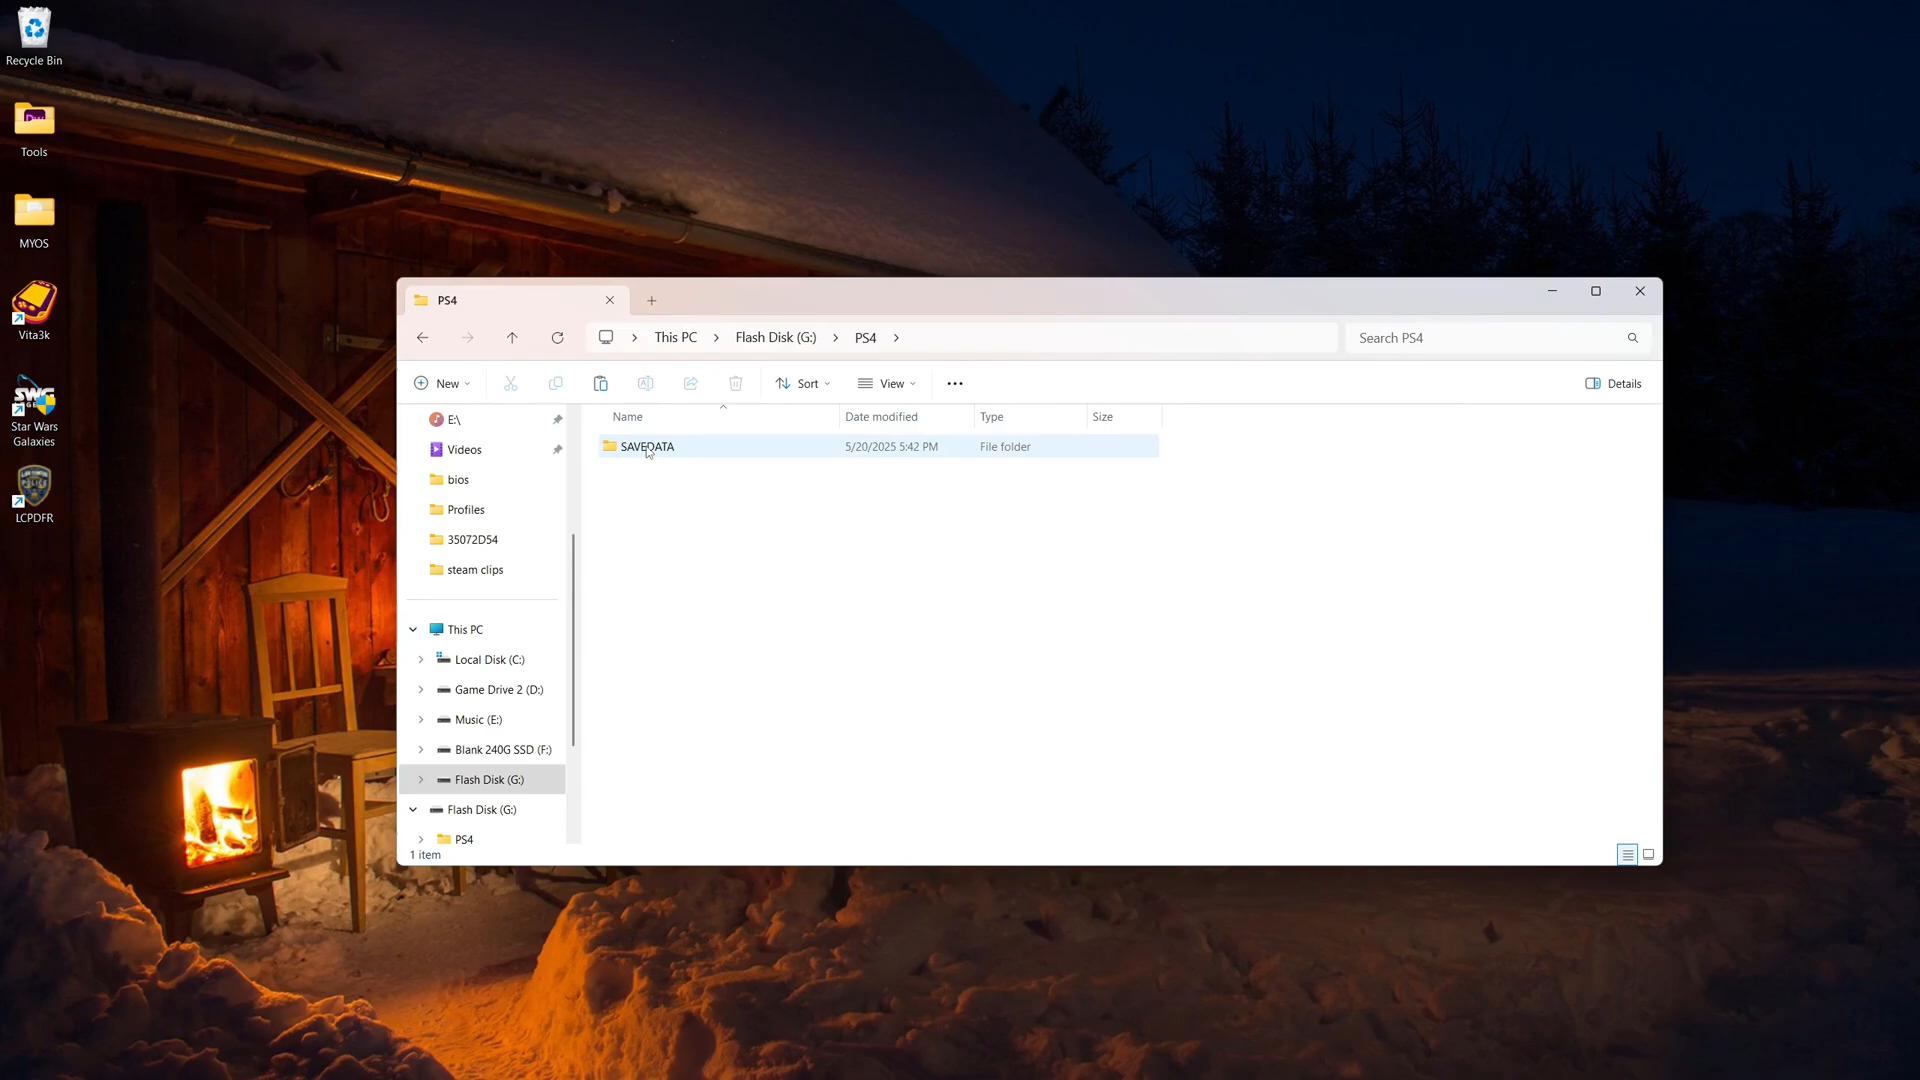 Recycle Bin
Tools
MYOS
Vita3k
Star Wars
Galaxies
LCPDFR
PS4
This PC
Flash Disk (G:)
PS4
Search PS4
New
Sort
View
Details
Name
Date modified
Type
Size
SAVEDATA
5/20/2025 5:42 PM
File folder
E:\
Videos
bios
Profiles
35072D54
steam clips
This PC
Local Disk (C:)
Game Drive 2 (D:)
Music (E:)
Blank 240G SSD (F:)
Flash Disk (G:)
Flash Disk (G:)
PS4
1 item